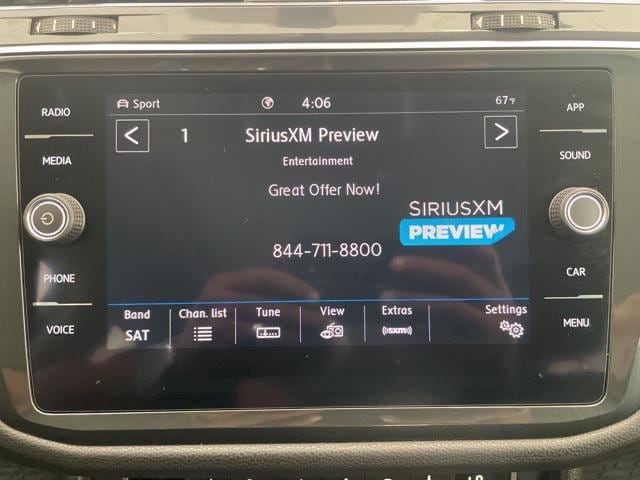 Sport 4:06 67°F
RADIO
MEDIA
PHONE
VOICE
APP
SOUND
CAR
MENU
< 1 SiriusXM Preview >
Entertainment
Great Offer Now!
SIRIUSXM
PREVIEW
844-711-8800
Band Chan. list Tune View Extras Settings
SAT
((sxm))